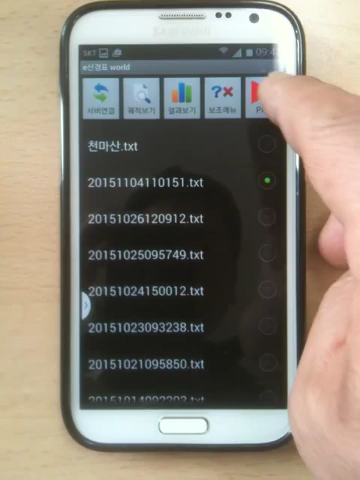 SAMSUNG
SKT 09:4
e산경표 world
서버연결 궤적보기 결과보기 보조메뉴
천마산.txt
20151104110151.txt
20151026120912.txt
20151025095749.txt
20151024150012.txt
20151023093238.txt
20151021095850.txt